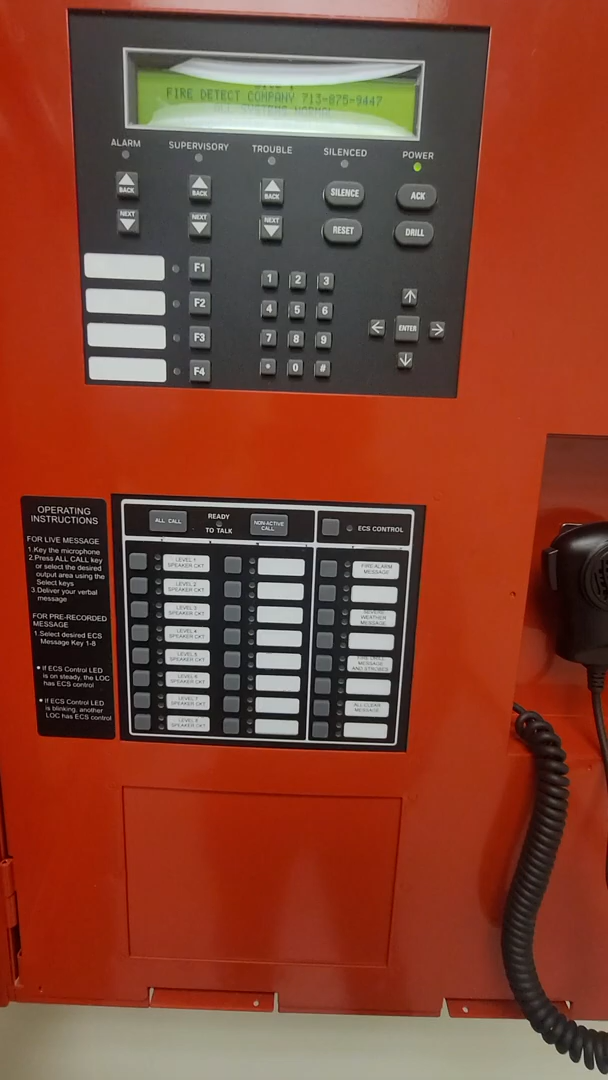 FIRE DETECT COMPANY 713-875-9447
ALL SYSTEMS NORMAL
ALARM
SUPERVISORY
TROUBLE
SILENCED
POWER
BACK
BACK
BACK
SILENCE
ACK
NEXT
NEXT
NEXT
RESET
DRILL
F1
F2
F3
F4
1 2 3
4 5 6
7 8 9
* 0 #
ENTER
OPERATING
INSTRUCTIONS
FOR LIVE MESSAGE
1.Key the microphone
2.Press ALL CALL key
or select the desired
output area using the
Select keys
3.Deliver your verbal
message
FOR PRE-RECORDED
MESSAGE
1.Select desired ECS
Message Key 1-8
• If ECS Control LED
is on steady, the LOC
has ECS control
• If ECS Control LED
is blinking, another
LOC has ECS control
ALL CALL
READY
TO TALK
NON-ACTIVE
CALL
ECS CONTROL
LEVEL 1
SPEAKER CKT
LEVEL 2
SPEAKER CKT
LEVEL 3
SPEAKER CKT
LEVEL 4
SPEAKER CKT
LEVEL 5
SPEAKER CKT
LEVEL 6
SPEAKER CKT
LEVEL 7
SPEAKER CKT
LEVEL 8
SPEAKER CKT
FIRE ALARM
MESSAGE
WEATHER
MESSAGE
FIRE DRILL
MESSAGE
AND STROBES
ALL CLEAR
MESSAGE